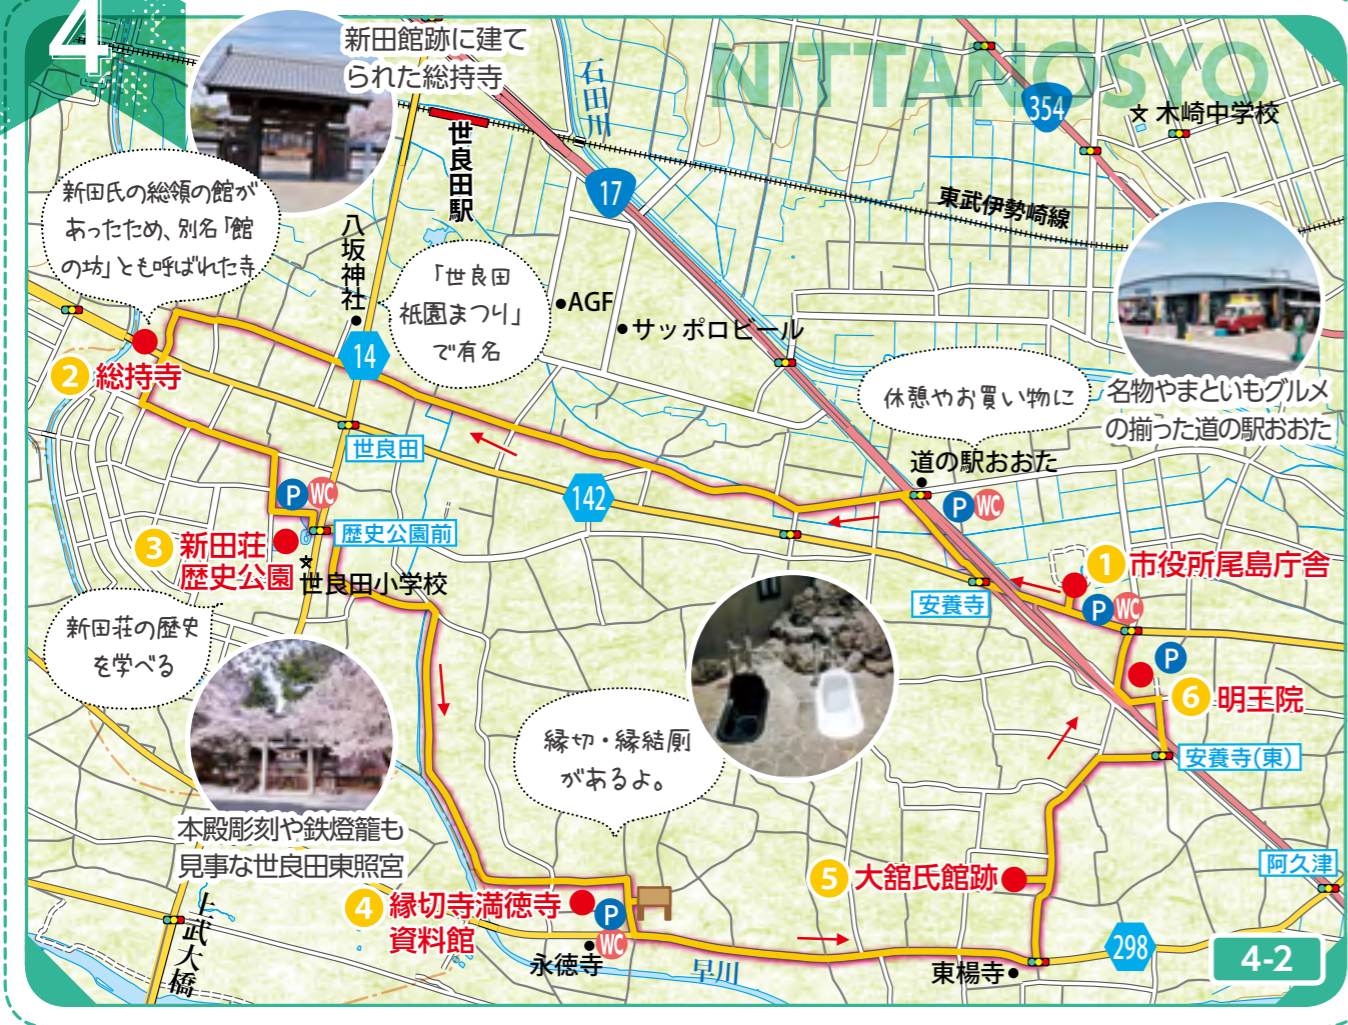 4
NITTANOSYO
新田館跡に建て
られた総持寺
石田川
354
木崎中学校
世良田駅
17
東武伊勢崎線
新田氏の総領の館が
あったため、別名「館
の坊」とも呼ばれた寺
八坂神社
「世良田
祇園まつり」
で有名
AGF
サッポロビール
14
2 総持寺
休憩やお買い物に
名物やまといもグルメ
の揃った道の駅おおた
世良田
道の駅おおた
P WC
142
P WC
歴史公園前
3 新田荘
歴史公園
世良田小学校
1 市役所尾島庁舎
P WC
安養寺
新田荘の歴史
を学べる
P
6 明王院
縁切・縁結厠
があるよ。
安養寺(東)
本殿彫刻や鉄燈籠も
見事な世良田東照宮
阿久津
5 大舘氏館跡
4 縁切寺満徳寺
資料館
P
WC
上武大橋
永徳寺
早川
東楊寺
298
4-2